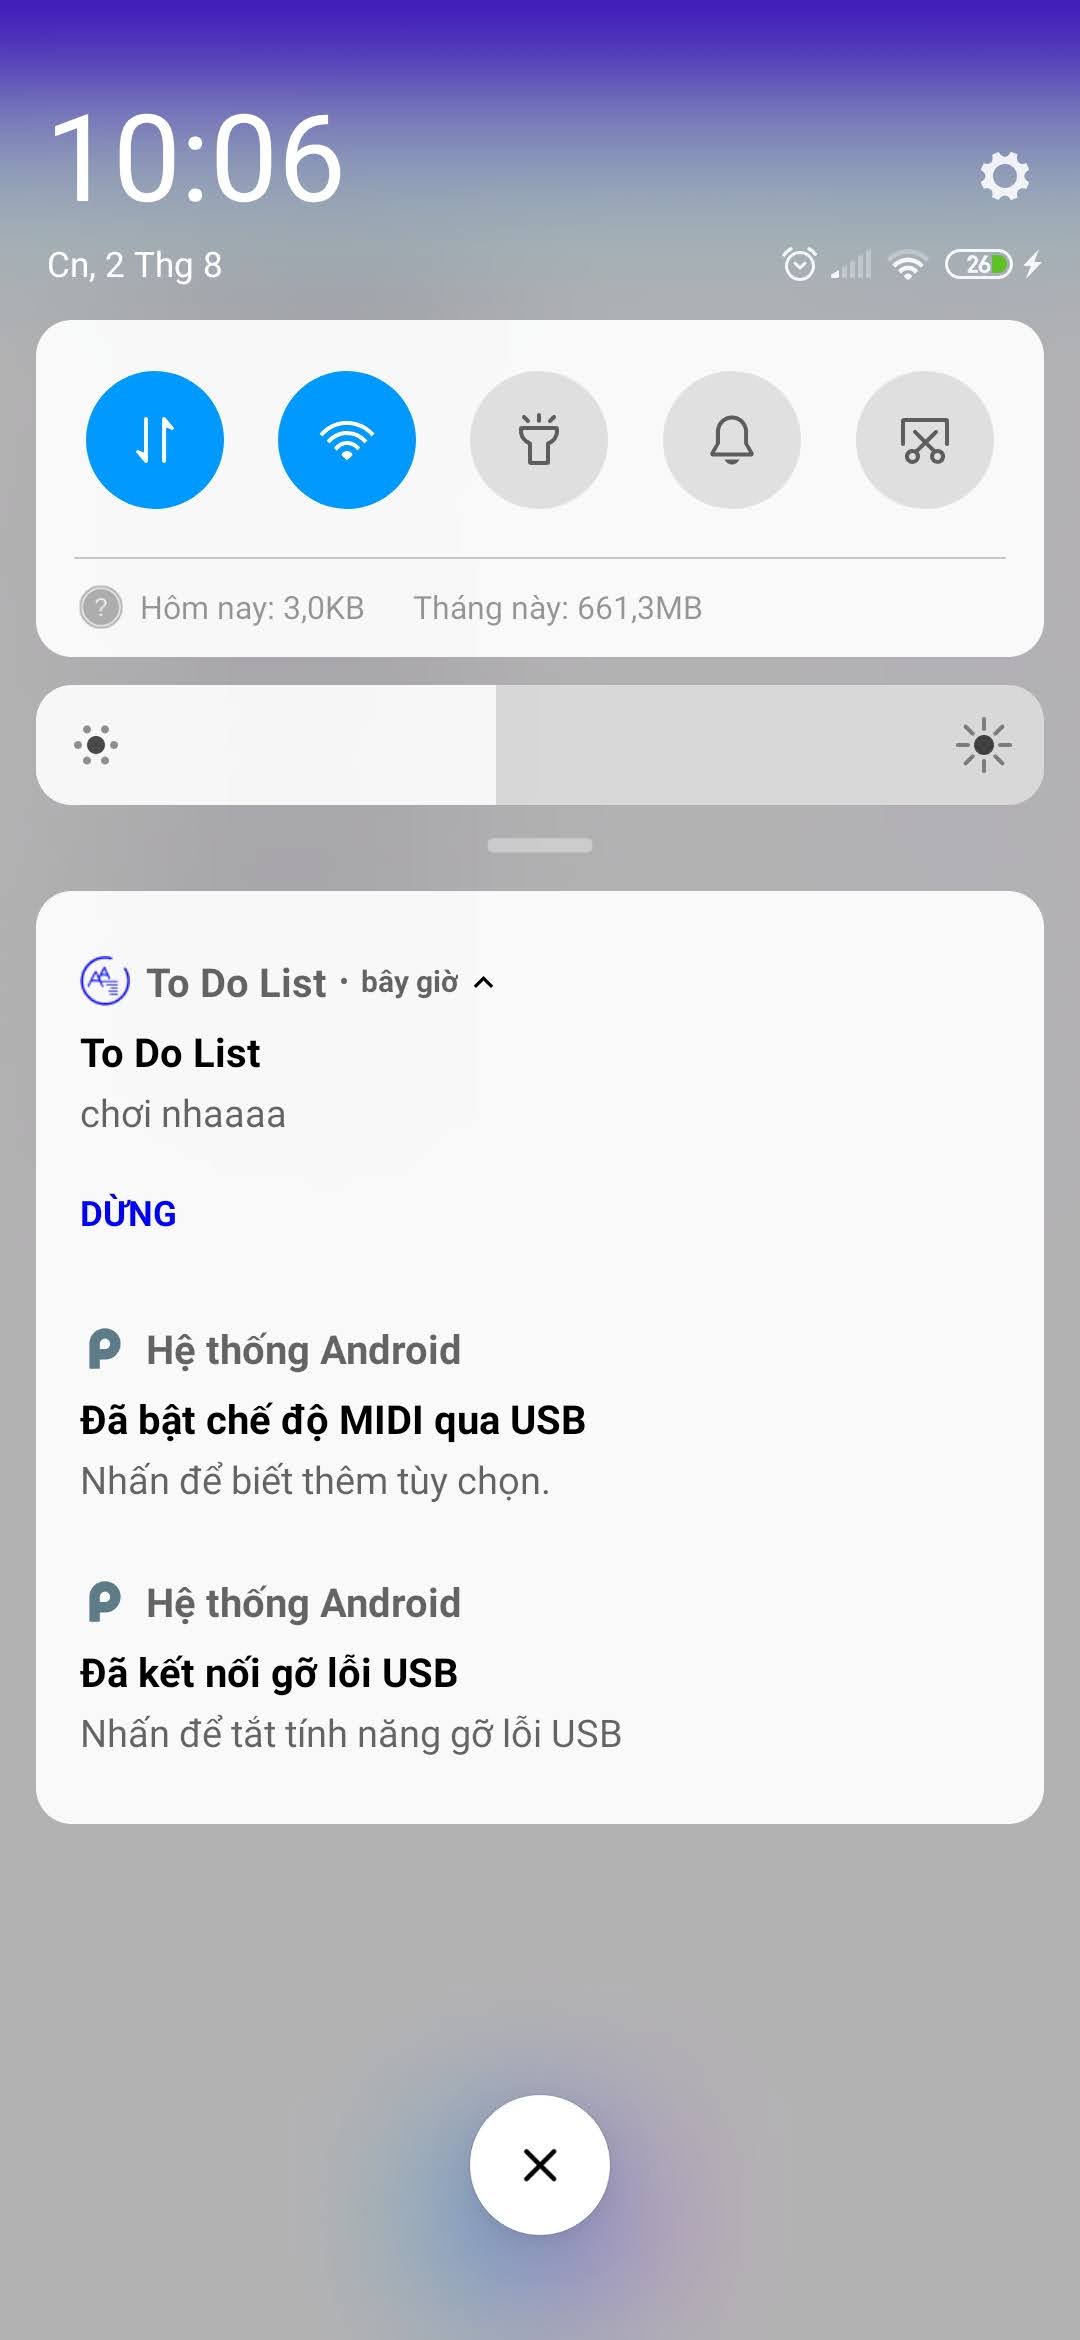 10:06
Cn, 2 Thg 8
26
Hôm nay: 3,0KB Tháng này: 661,3MB
To Do List • bây giờ
To Do List
chơi nhaaaa
DỪNG
Hệ thống Android
Đã bật chế độ MIDI qua USB
Nhấn để biết thêm tùy chọn.
Hệ thống Android
Đã kết nối gỡ lỗi USB
Nhấn để tắt tính năng gỡ lỗi USB